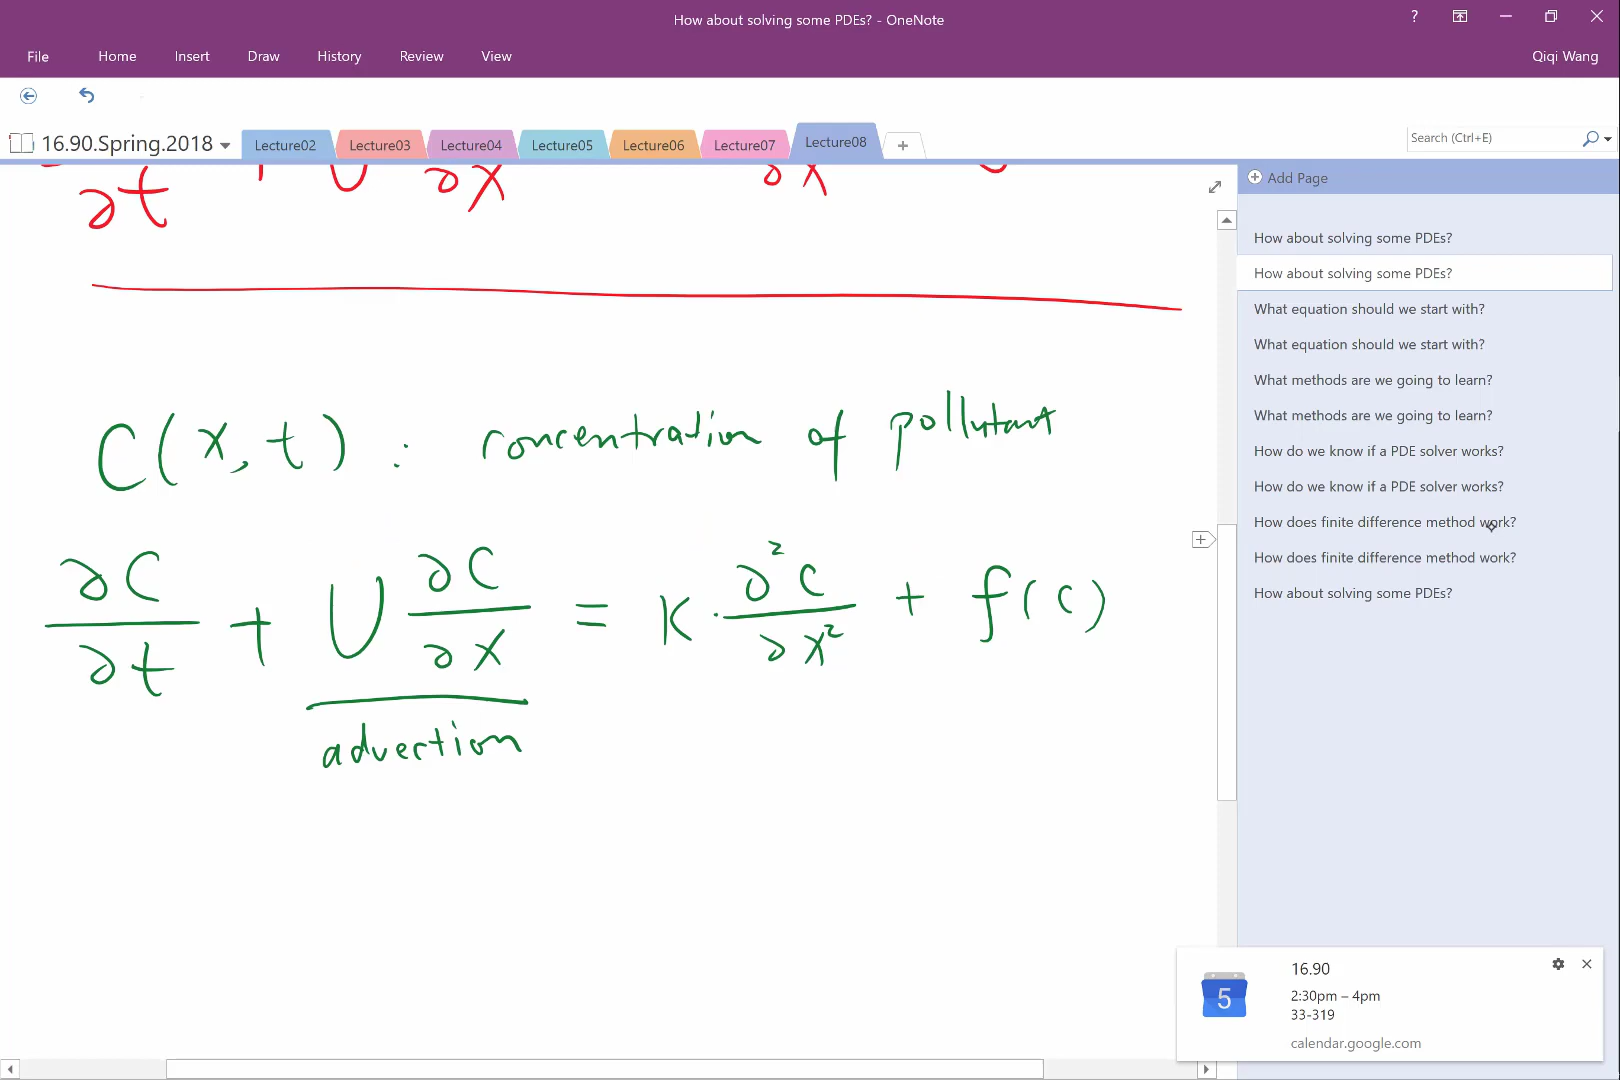 How about solving some PDEs? - OneNote
?
File Home Insert Draw History Review View
Qiqi Wang
16.90.Spring.2018 Lecture02 Lecture03 Lecture04 Lecture05 Lecture06 Lecture07 Lecture08 +
Search (Ctrl+E)
Add Page
How about solving some PDEs?
How about solving some PDEs?
What equation should we start with?
What equation should we start with?
What methods are we going to learn?
What methods are we going to learn?
How do we know if a PDE solver works?
How do we know if a PDE solver works?
How does finite difference method work?
How does finite difference method work?
How about solving some PDEs?
∂t + U ∂x ∂x
C(x, t) : concentration of pollutant
∂C/∂t + U ∂C/∂x = K · ∂²C/∂x² + f(c)
advertion
5
16.90
2:30pm – 4pm
33-319
calendar.google.com